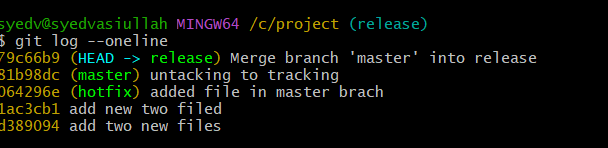 syedv@syedvasiullah MINGW64 /c/project (release)
$ git log --oneline
79c66b9 (HEAD -> release) Merge branch 'master' into release
81b98dc (master) untacking to tracking
064296e (hotfix) added file in master brach
1ac3cb1 add new two filed
d389094 add two new files